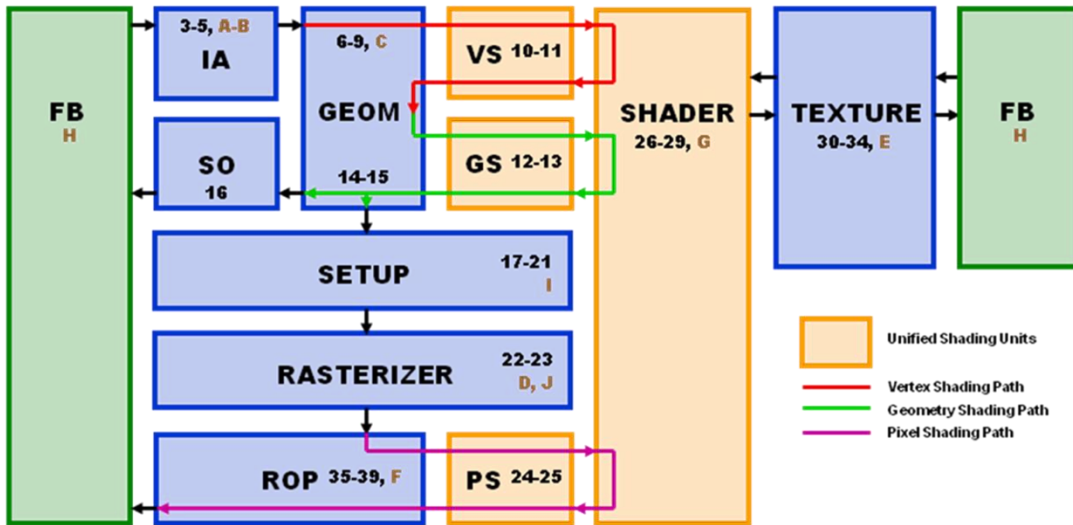 FB
H
3-5, A-B
IA
SO
16
6-9, C
GEOM
14-15
VS 10-11
GS 12-13
SHADER
26-29, G
TEXTURE
30-34, E
FB
H
SETUP
17-21
I
RASTERIZER
22-23
D, J
ROP 35-39, F
PS 24-25
Unified Shading Units
Vertex Shading Path
Geometry Shading Path
Pixel Shading Path